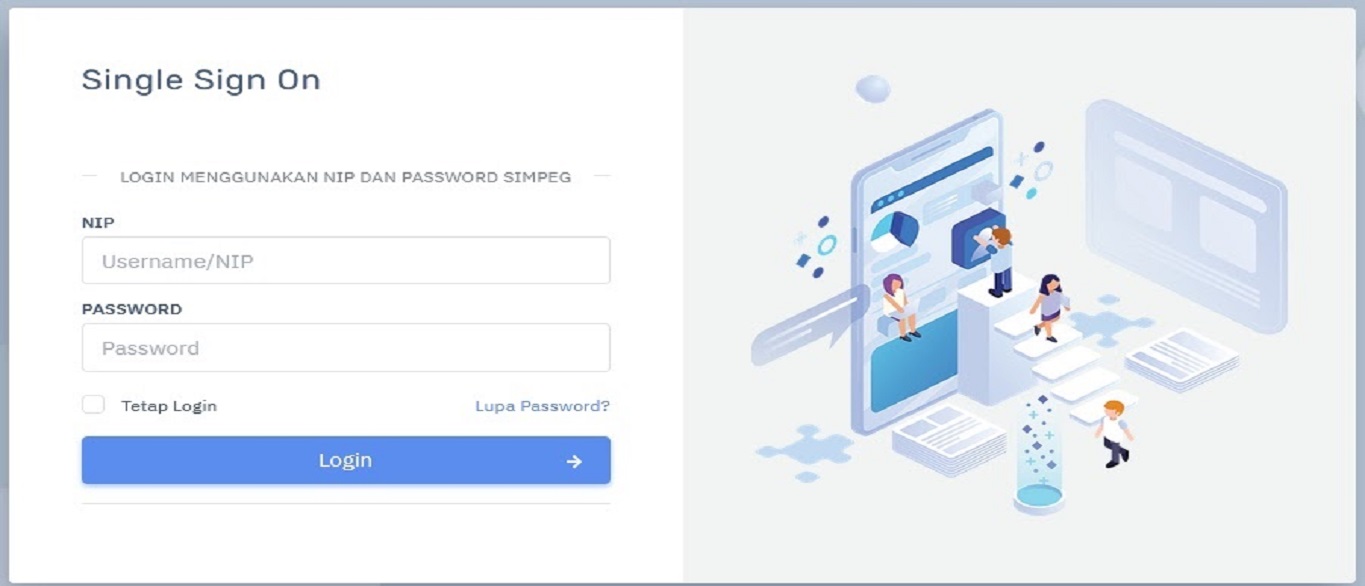 Single Sign On
LOGIN MENGGUNAKAN NIP DAN PASSWORD SIMPEG
NIP
Username/NIP
PASSWORD
Password
Tetap Login
Lupa Password?
Login